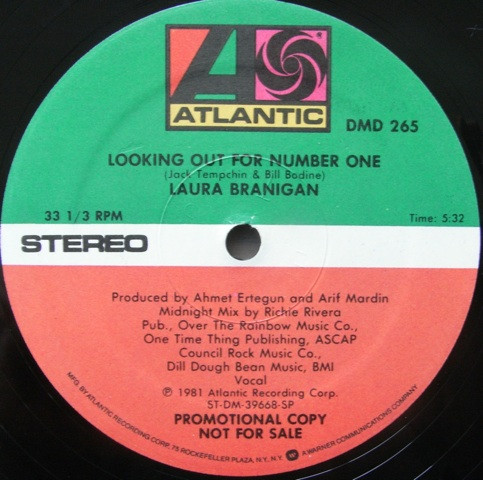 A
ATLANTIC
DMD 265
LOOKING OUT FOR NUMBER ONE
(Jack Tempchin & Bill Bodine)
LAURA BRANIGAN
33 1/3 RPM
Time: 5:32
STEREO
Produced by Ahmet Ertegun and Arif Mardin
Midnight Mix by Richie Rivera
Pub., Over The Rainbow Music Co.,
One Time Thing Publishing, ASCAP
Council Rock Music Co.,
Dill Dough Bean Music, BMI
Vocal
℗ 1981 Atlantic Recording Corp.
ST-DM-39668-SP
PROMOTIONAL COPY
NOT FOR SALE
MFG. BY ATLANTIC RECORDING CORP., 75 ROCKEFELLER PLAZA, N.Y., N.Y. A WARNER COMMUNICATIONS COMPANY